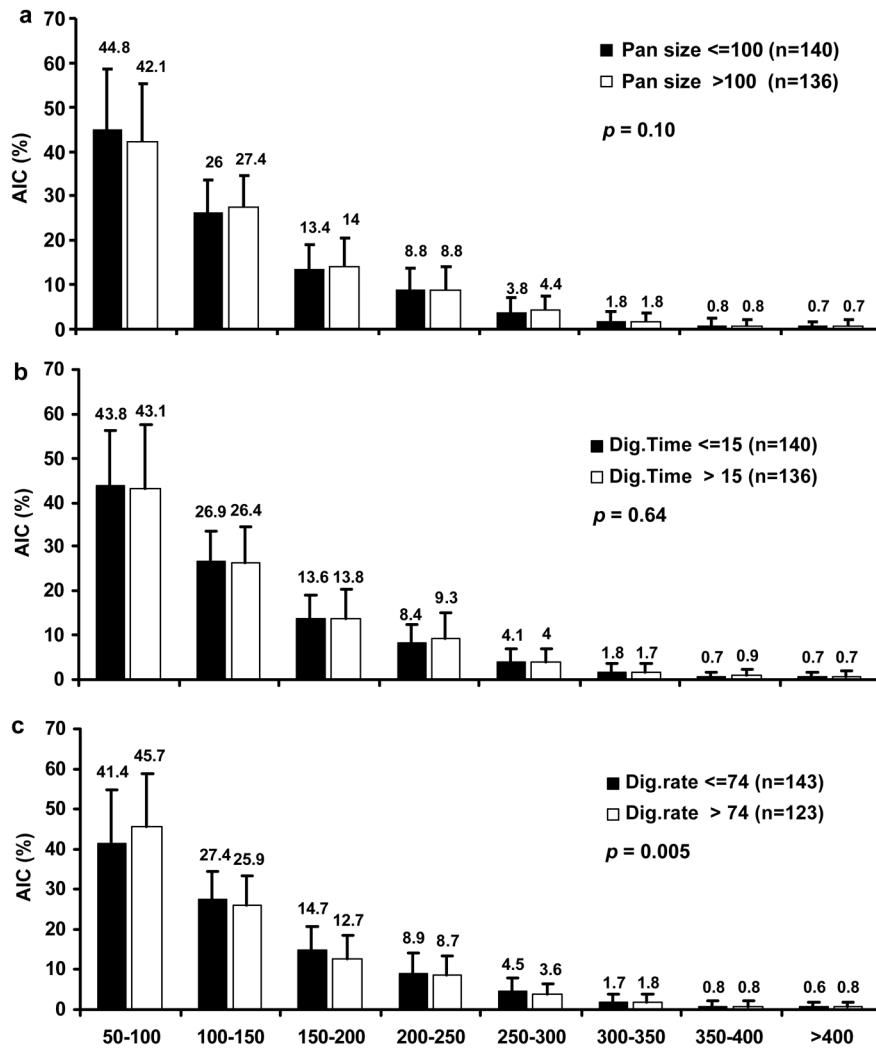 a
70
60
50
40
30
20
10
0
AIC (%)
44.8 42.1 26 27.4 13.4 14 8.8 8.8 3.8 4.4 1.8 1.8 0.8 0.8 0.7 0.7
Pan size <=100 (n=140)
Pan size >100 (n=136)
p = 0.10
b
70
60
50
40
30
20
10
0
AIC (%)
43.8 43.1 26.9 26.4 13.6 13.8 8.4 9.3 4.1 4 1.8 1.7 0.7 0.9 0.7 0.7
Dig.Time <=15 (n=140)
Dig.Time > 15 (n=136)
p = 0.64
c
70
60
50
40
30
20
10
0
AIC (%)
41.4 45.7 27.4 25.9 14.7 12.7 8.9 8.7 4.5 3.6 1.7 1.8 0.8 0.8 0.6 0.8
Dig.rate <=74 (n=143)
Dig.rate > 74 (n=123)
p = 0.005
50-100 100-150 150-200 200-250 250-300 300-350 350-400 >400